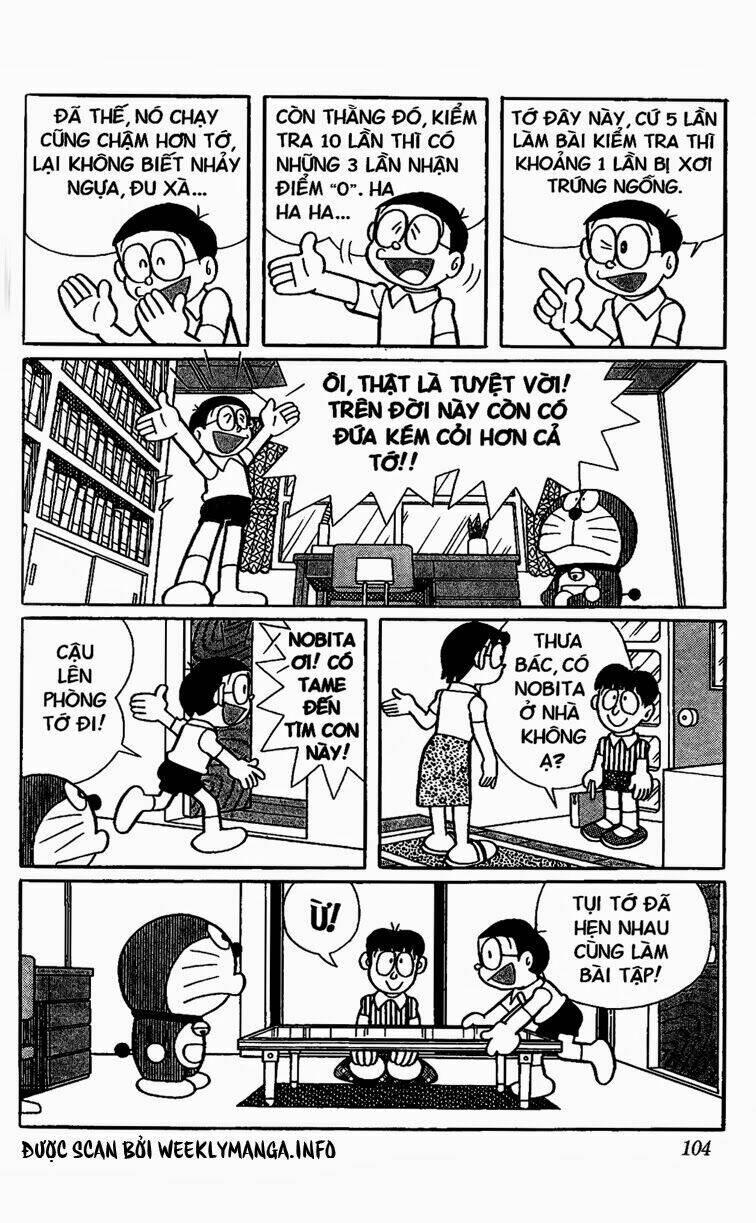 ĐÃ THẾ, NÓ CHẠY
CŨNG CHẬM HƠN TỚ,
LẠI KHÔNG BIẾT NHẢY
NGỰA, ĐU XÀ...
CÒN THẰNG ĐÓ, KIỂM
TRA 10 LẦN THÌ CÓ
NHỮNG 3 LẦN NHẬN
ĐIỂM “0”. HA
HA HA...
TỚ ĐÂY NÀY, CỨ 5 LẦN
LÀM BÀI KIỂM TRA THÌ
KHOẢNG 1 LẦN BỊ XƠI
TRỨNG NGỖNG.
ÔI, THẬT LÀ TUYỆT VỜI!
TRÊN ĐỜI NÀY CÒN CÓ
ĐỨA KÉM CỎI HƠN CẢ
TỚ!!
CẬU
LÊN
PHÒNG
TỚ ĐI!
NOBITA
ƠI! CÓ
TAME
ĐẾN
TÌM CON
NÀY!
THƯA
BÁC, CÓ
NOBITA
Ở NHÀ
KHÔNG
Ạ?
Ừ!
TỤI TỚ ĐÃ
HẸN NHAU
CÙNG LÀM
BÀI TẬP!
ĐƯỢC SCAN BỞI WEEKLYMANGA.INFO
104